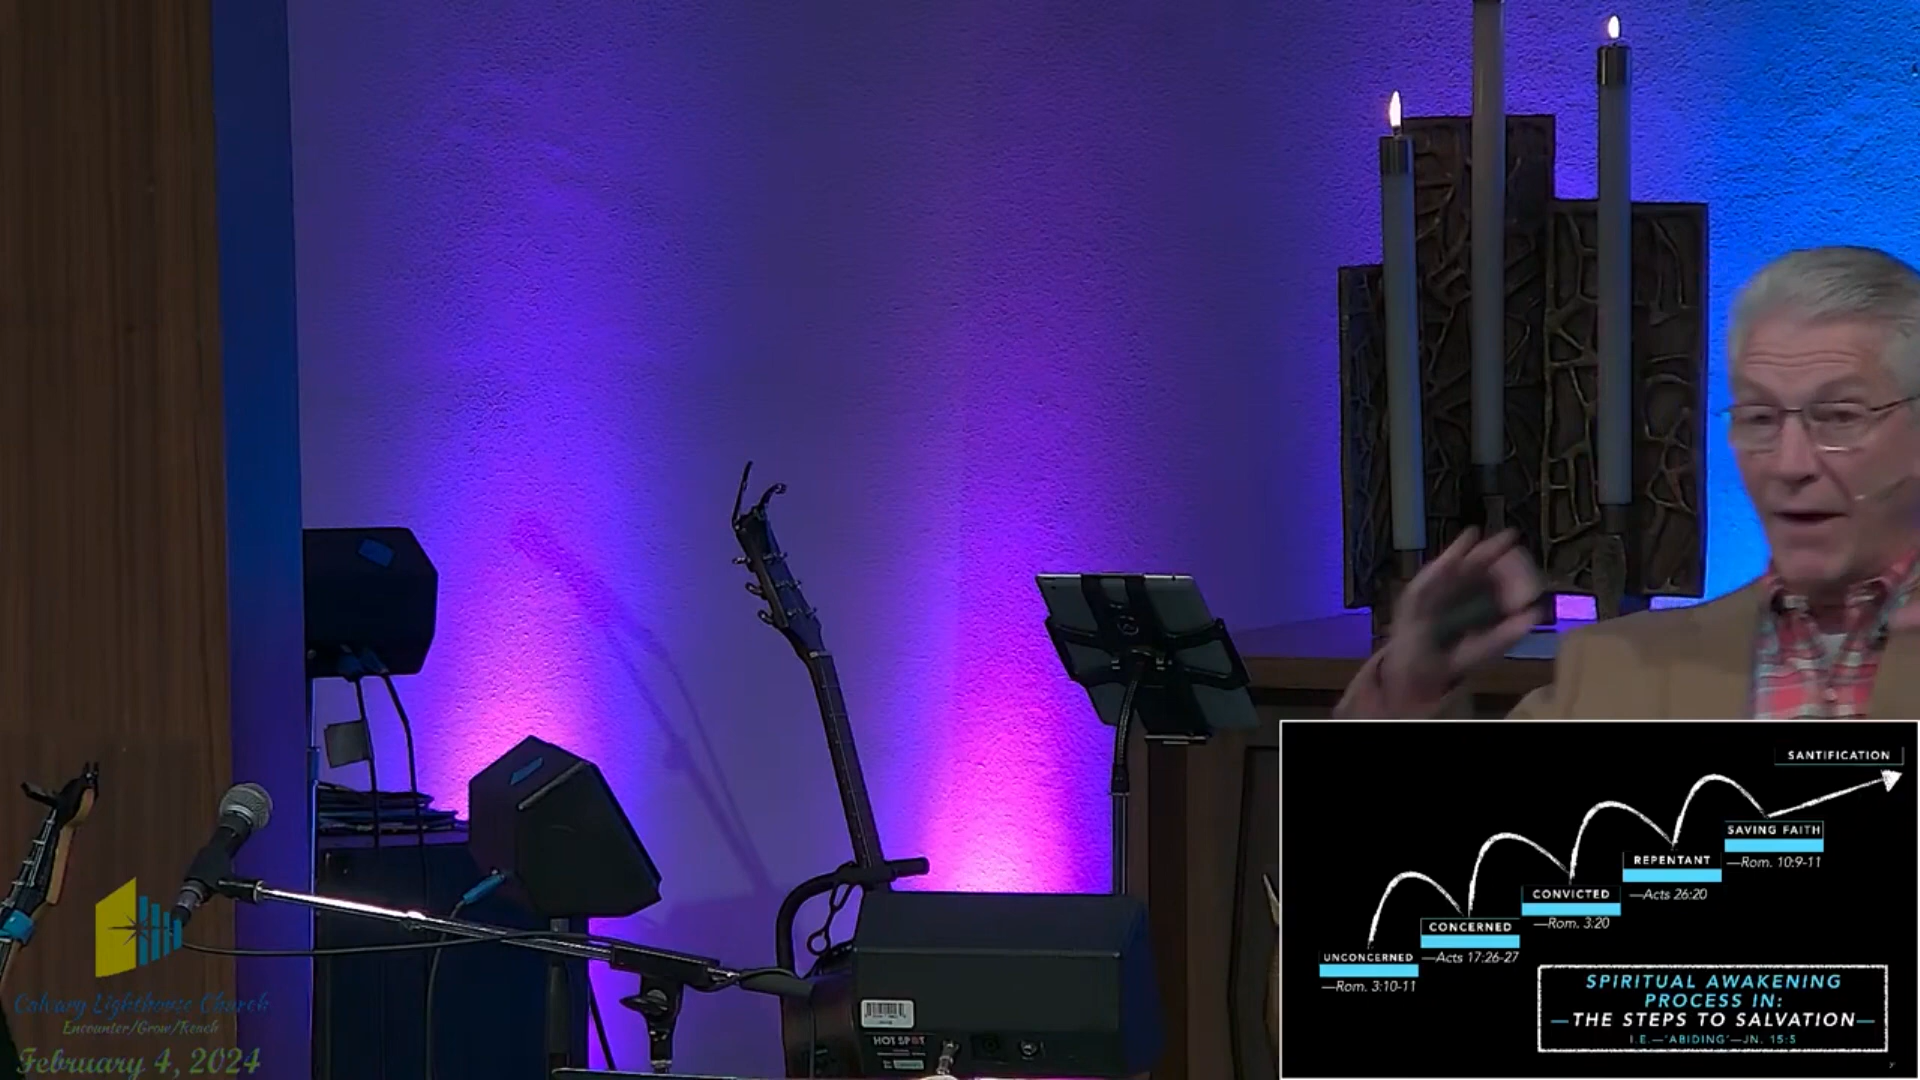 SANTIFICATION
SAVING FAITH
—Rom. 10:9-11
REPENTANT
—Acts 26:20
CONVICTED
—Rom. 3:20
CONCERNED
—Acts 17:26-27
UNCONCERNED
—Rom. 3:10-11
SPIRITUAL AWAKENING
PROCESS IN:
—THE STEPS TO SALVATION—
I.E.—'ABIDING'—JN. 15:5
Calvary Lighthouse Church
Encounter/Grow/Reach
February 4, 2024
HOT SPOT